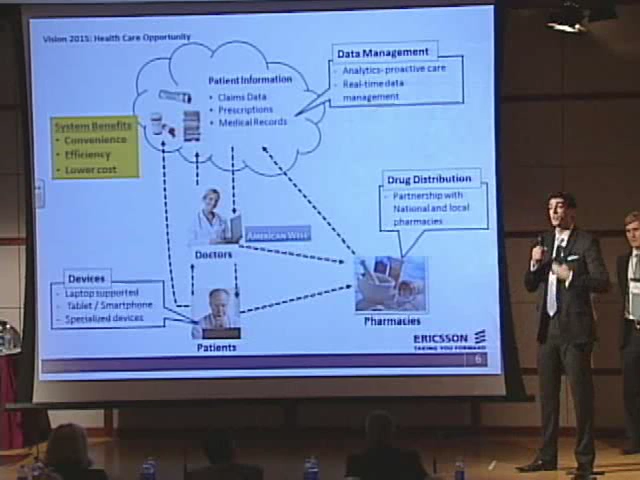 Vision 2015: Health Care Opportunity
Data Management
- Analytics- proactive care
- Real-time data
management
Patient Information
• Claims Data
• Prescriptions
• Medical Records
System Benefits
• Convenience
• Efficiency
• Lower cost
Drug Distribution
- Partnership with
National and local
pharmacies
AMERICAN WELL
Doctors
Devices
- Laptop supported
- Tablet / Smartphone
- Specialized devices
Pharmacies
Patients
ERICSSON
TAKING YOU FORWARD
6